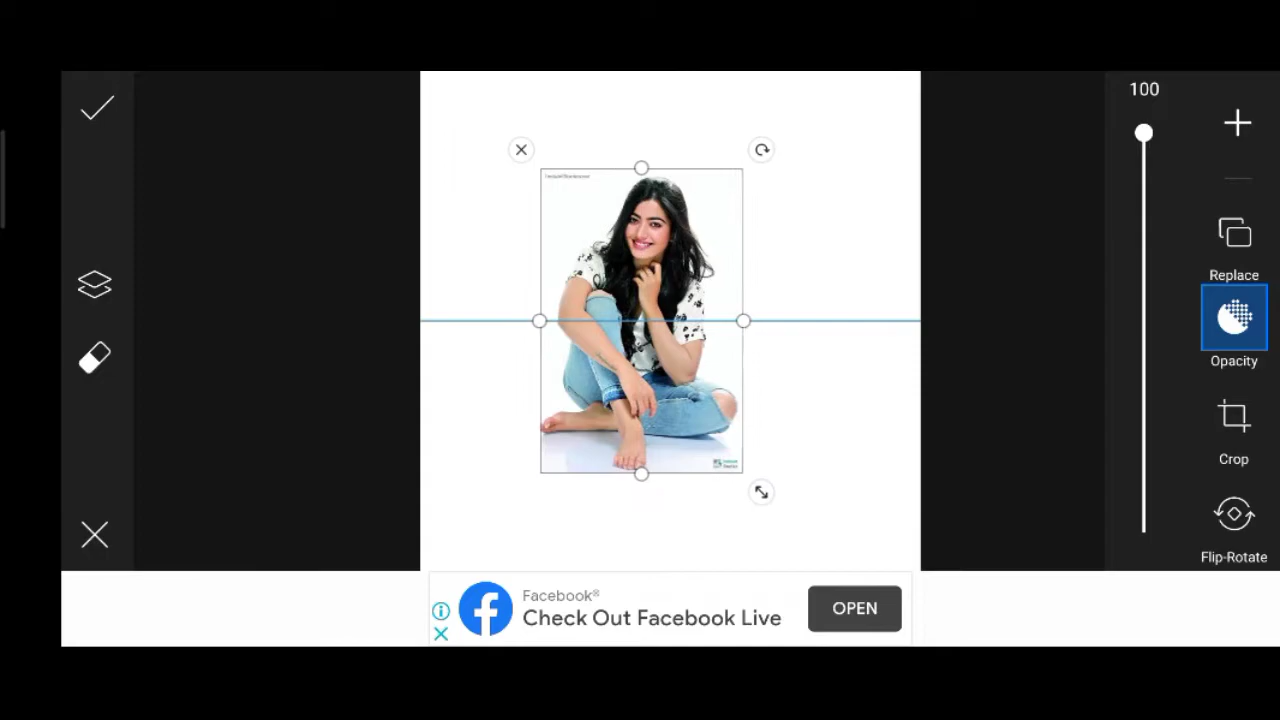 100
Replace
Opacity
Crop
Flip-Rotate
Facebook®
Check Out Facebook Live
OPEN